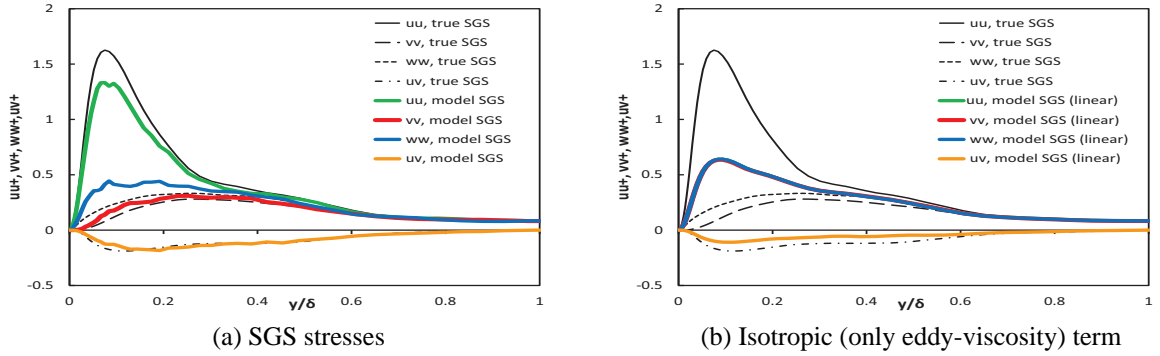 2
1.5
1
0.5
0
-0.5
uu+, vv+, ww+,uv+
uu, true SGS
vv, true SGS
ww, true SGS
uv, true SGS
uu, model SGS
vv, model SGS
ww, model SGS
uv, model SGS
0 0.2 0.4 0.6 0.8 1
y/δ
(a) SGS stresses
2
1.5
1
0.5
0
-0.5
uu+, vv+, ww+,uv+
uu, true SGS
vv, true SGS
ww, true SGS
uv, true SGS
uu, model SGS (linear)
vv, model SGS (linear)
ww, model SGS (linear)
uv, model SGS (linear)
0 0.2 0.4 0.6 0.8 1
y/δ
(b) Isotropic (only eddy-viscosity) term